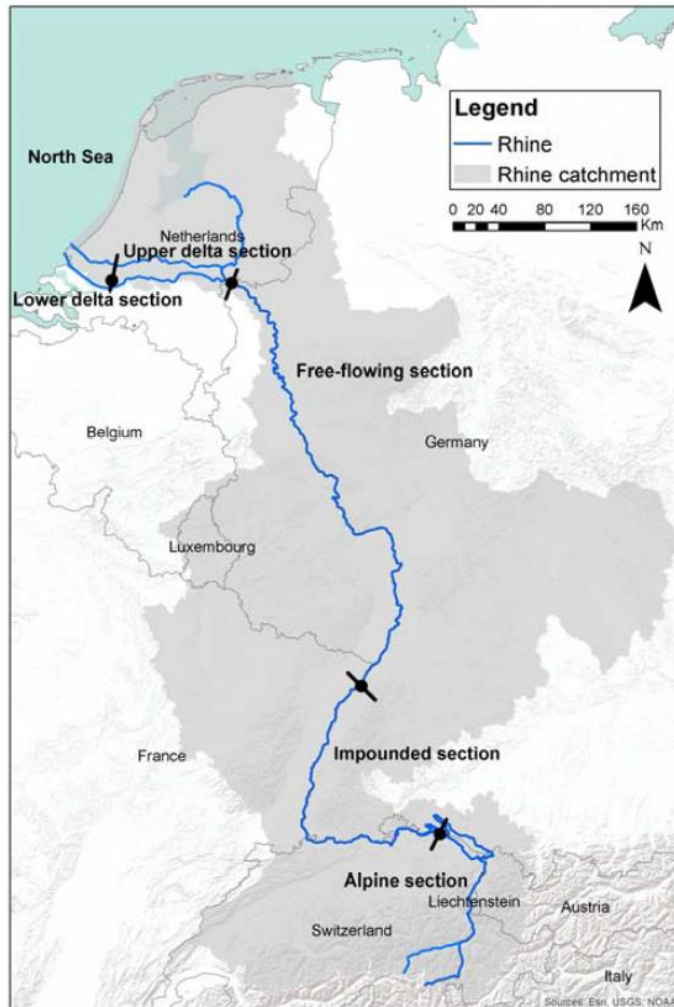 Legend
Rhine
Rhine catchment
0 20 40 80 120 160
Km
N
North Sea
Netherlands
Upper delta section
Lower delta section
Free-flowing section
Belgium
Germany
Luxembourg
France
Impounded section
Alpine section
Liechtenstein
Switzerland
Austria
Italy
Sources: Esri, USGS, NOAA